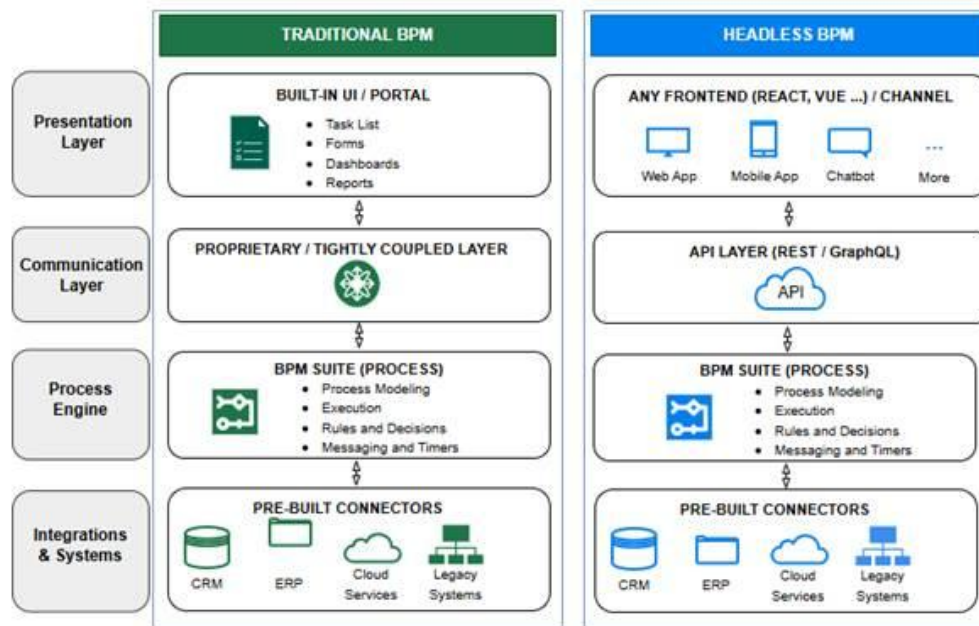 TRADITIONAL BPM
HEADLESS BPM
Presentation
Layer
BUILT-IN UI / PORTAL
Task List
Forms
Dashboards
Reports
ANY FRONTEND (REACT, VUE ...) / CHANNEL
Web App
Mobile App
Chatbot
...
More
Communication
Layer
PROPRIETARY / TIGHTLY COUPLED LAYER
API LAYER (REST / GraphQL)
API
Process
Engine
BPM SUITE (PROCESS)
Process Modeling
Execution
Rules and Decisions
Messaging and Timers
BPM SUITE (PROCESS)
Process Modeling
Execution
Rules and Decisions
Messaging and Timers
Integrations
& Systems
PRE-BUILT CONNECTORS
CRM
ERP
Cloud
Services
Legacy
Systems
PRE-BUILT CONNECTORS
CRM
ERP
Cloud
Services
Legacy
Systems